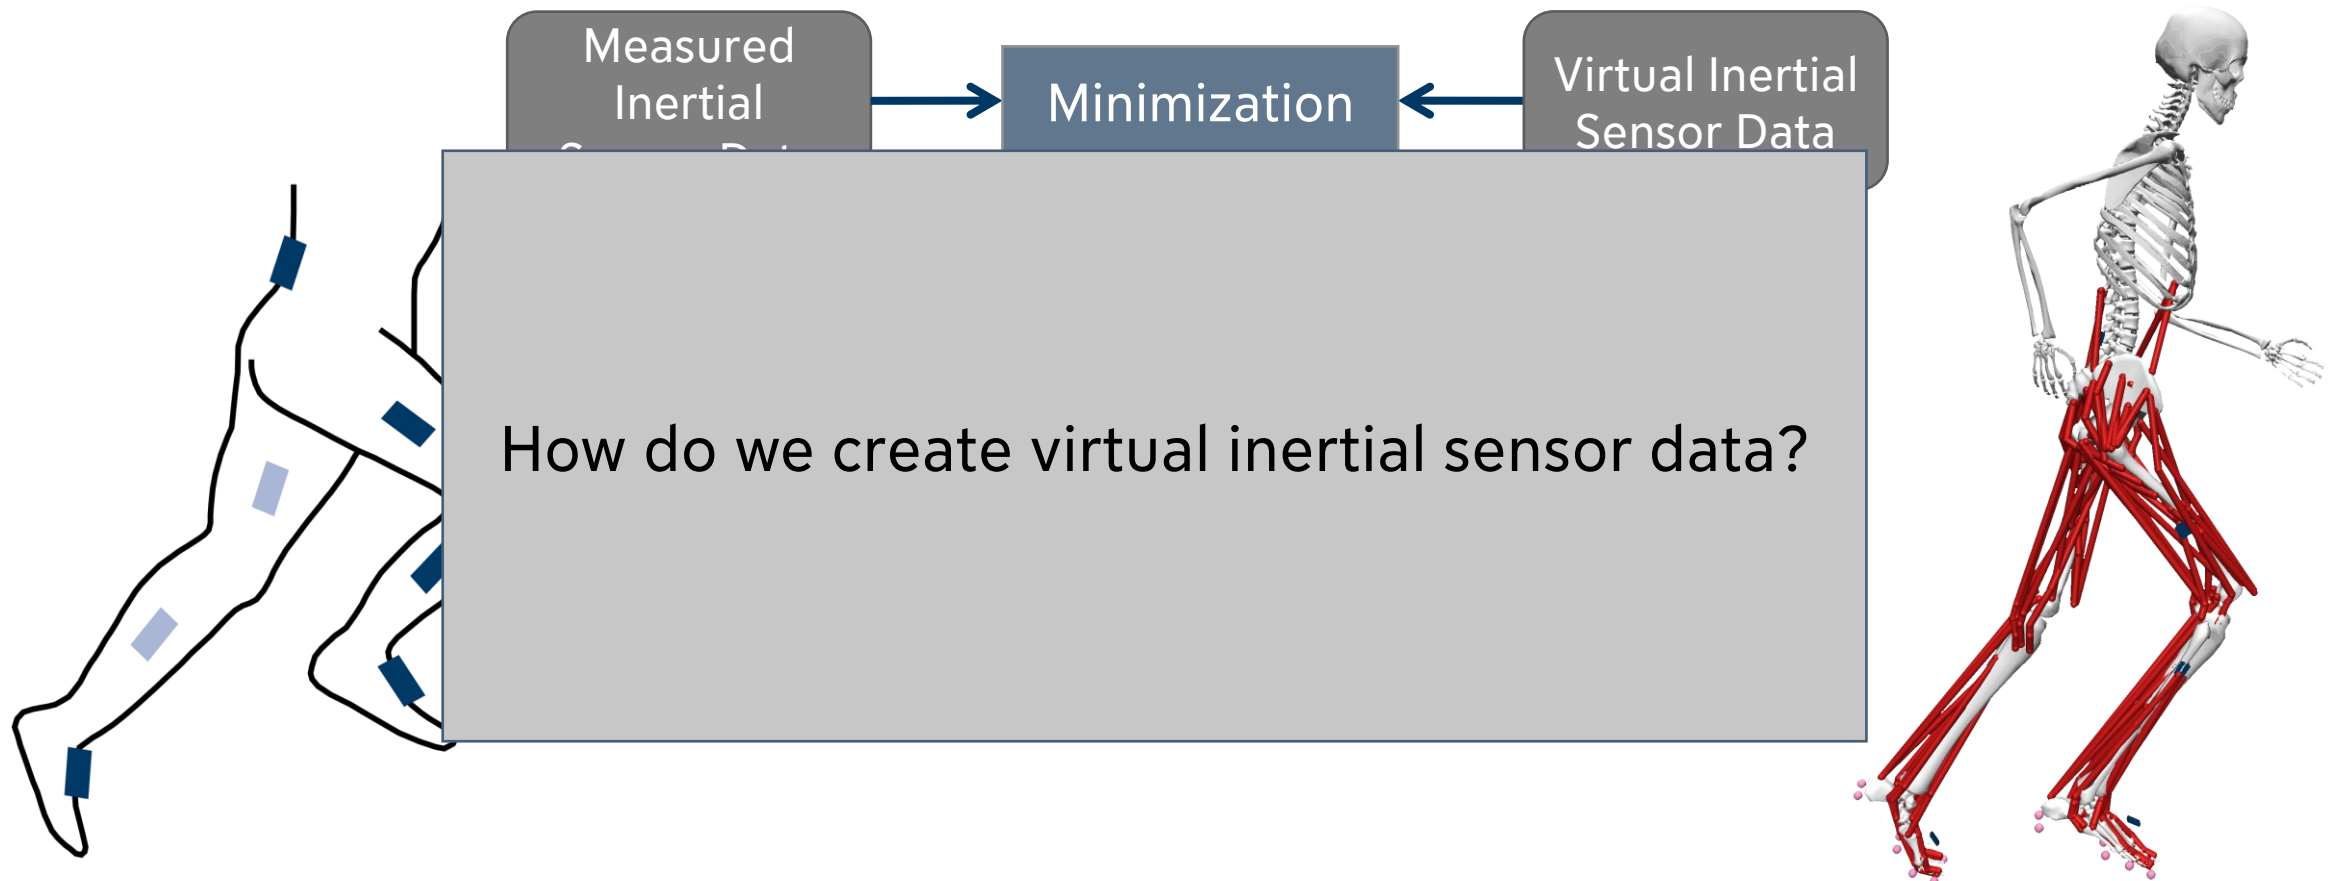 Measured
Inertial
Minimization
Virtual Inertial
Sensor Data
How do we create virtual inertial sensor data?